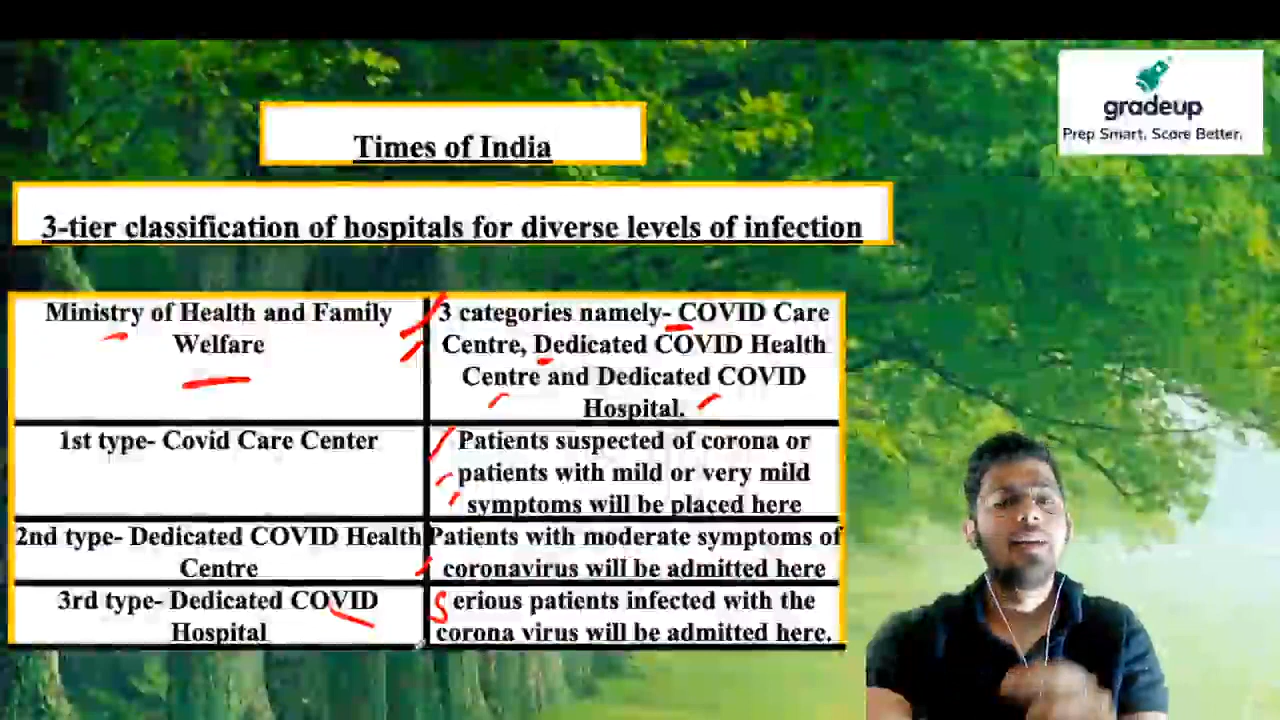 gradeup
Prep Smart. Score Better.
Times of India
3-tier classification of hospitals for diverse levels of infection
Ministry of Health and Family
Welfare
3 categories namely- COVID Care
Centre, Dedicated COVID Health
Centre and Dedicated COVID
Hospital.
1st type- Covid Care Center
Patients suspected of corona or
patients with mild or very mild
symptoms will be placed here
2nd type- Dedicated COVID Health
Centre
Patients with moderate symptoms of
coronavirus will be admitted here
3rd type- Dedicated COVID
Hospital
Serious patients infected with the
corona virus will be admitted here.